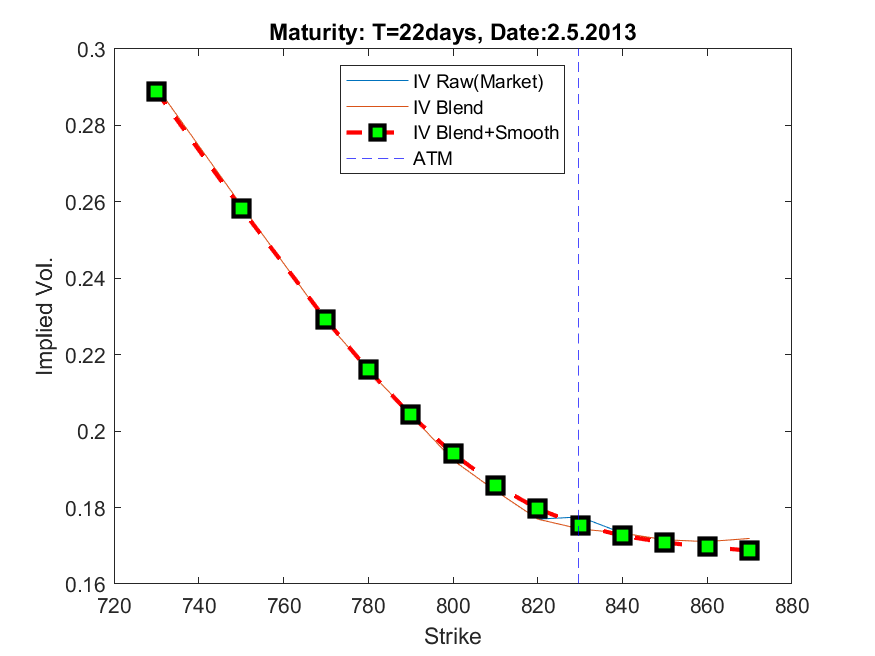 Maturity: T=22days, Date:2.5.2013
0.3
0.28
0.26
0.24
0.22
0.2
0.18
0.16
Implied Vol.
IV Raw(Market)
IV Blend
IV Blend+Smooth
ATM
720 740 760 780 800 820 840 860 880
Strike